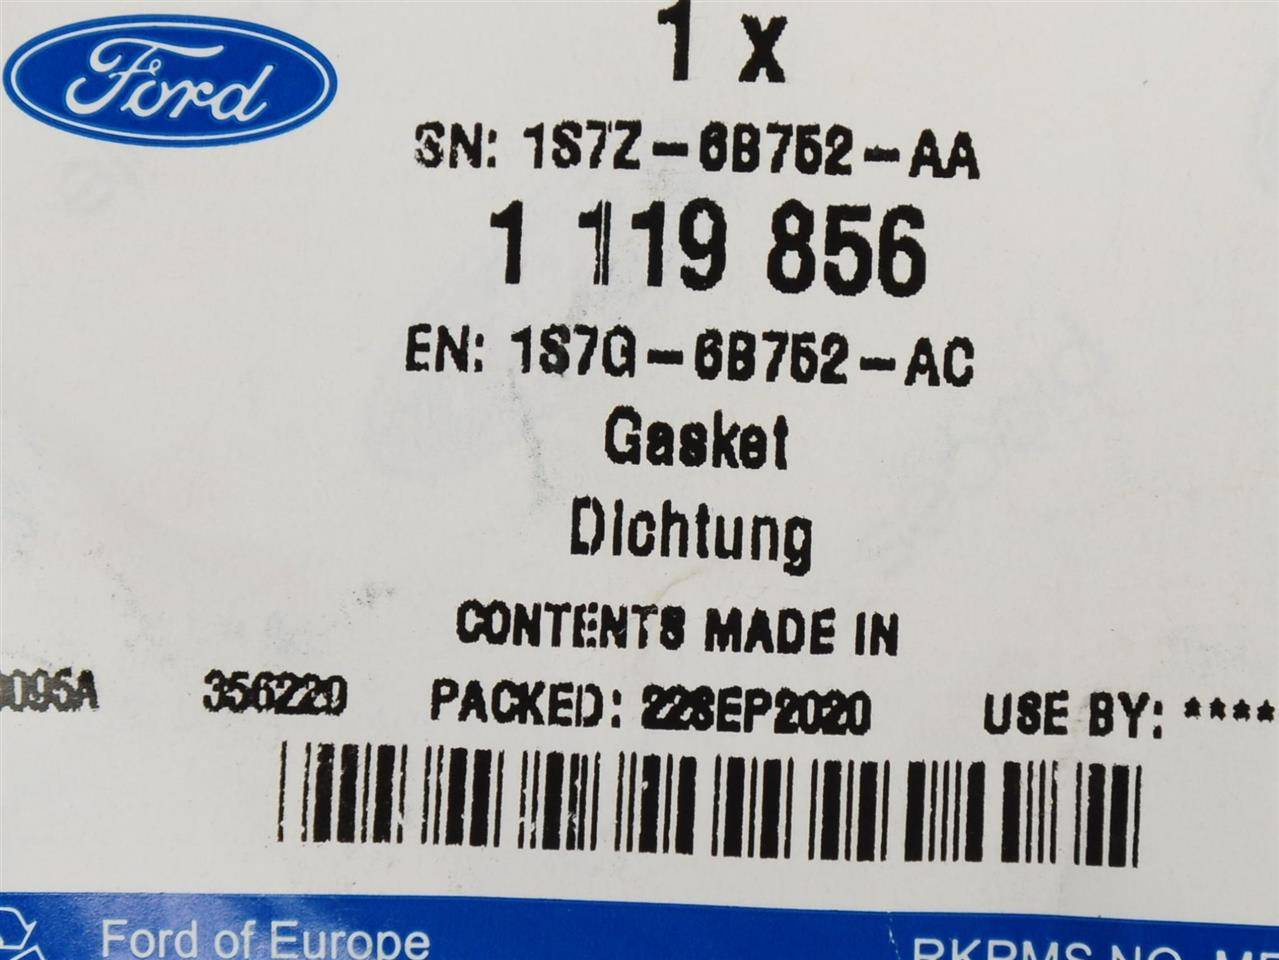 Ford
1 x
SN: 1S7Z-6B752-AA
1 119 856
EN: 1S7G-6B752-AC
Gasket
Dichtung
CONTENTS MADE IN
356220 PACKED: 22SEP2020 USE BY: ****
Ford of Europe